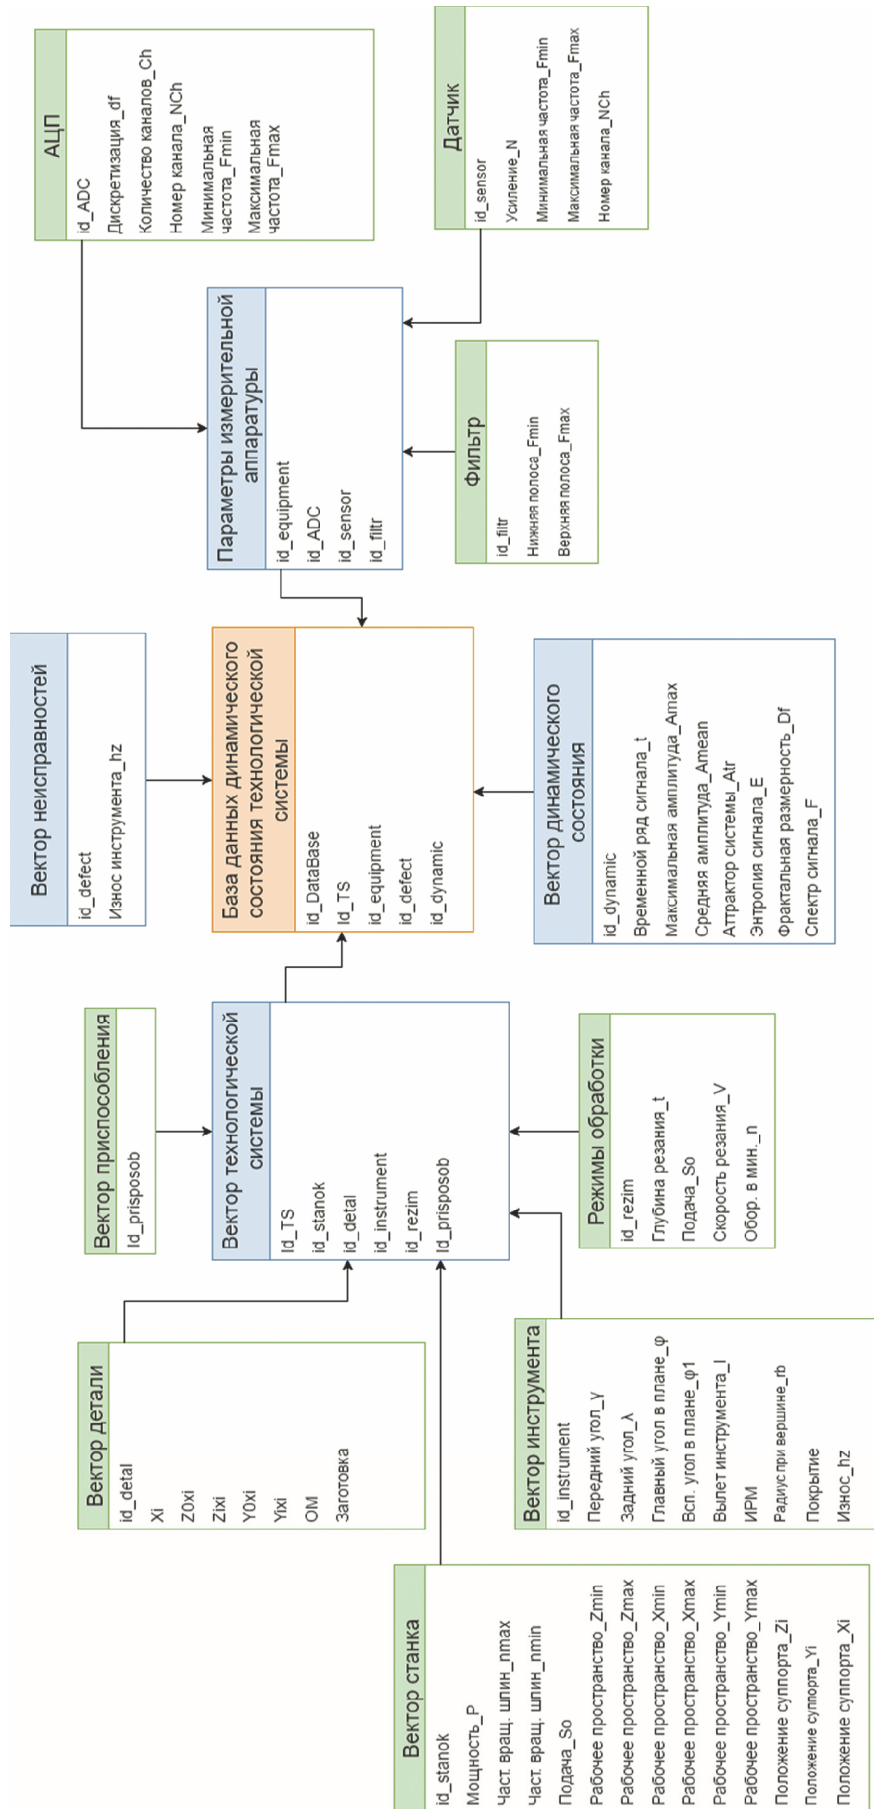 АЦП
id_ADC
Дискретизация_df
Количество каналов_Ch
Номер канала_NCh
Минимальная
частота_Fmin
Максимальная
частота_Fmax
Датчик
id_sensor
Усиление_N
Минимальная частота_Fmin
Максимальная частота_Fmax
Номер канала_NCh
Параметры измерительной
аппаратуры
id_equipment
id_ADC
id_sensor
id_filtr
Фильтр
id_filtr
Нижняя полоса_Fmin
Верхняя полоса_Fmax
Вектор неисправностей
id_defect
Износ инструмента_hz
База данных динамического
состояния технологической
системы
id_DataBase
Id_TS
id_equipment
id_defect
id_dynamic
Вектор динамического
состояния
id_dynamic
Временной ряд сигнала_t
Максимальная амплитуда_Amax
Средняя амплитуда_Amean
Аттрактор системы_Atr
Энтропия сигнала_E
Фрактальная размерность_Df
Спектр сигнала_F
Вектор приспособления
Id_prisposob
Вектор технологической
системы
Id_TS
id_stanok
id_detal
id_instrument
id_rezim
Id_prisposob
Режимы обработки
id_rezim
Глубина резания_t
Подача_So
Скорость резания_V
Обор. в мин._n
Вектор детали
id_detal
Xi
Z0xi
Zixi
Y0xi
Yixi
ОМ
Заготовка
Вектор инструмента
id_instrument
Передний угол_γ
Задний угол_λ
Главный угол в плане_φ
Всп. угол в плане_φ1
Вылет инструмента_l
ИРМ
Радиус при вершине_rb
Покрытие
Износ_hz
Вектор станка
id_stanok
Мощность_P
Част. вращ. шпин_nmax
Част. вращ. шпин_nmin
Подача_So
Рабочее пространство_Zmin
Рабочее пространство_Zmax
Рабочее пространство_Xmin
Рабочее пространство_Xmax
Рабочее пространство_Ymin
Рабочее пространство_Ymax
Положение суппорта_Zi
Положение суппорта_Yi
Положение суппорта_Xi